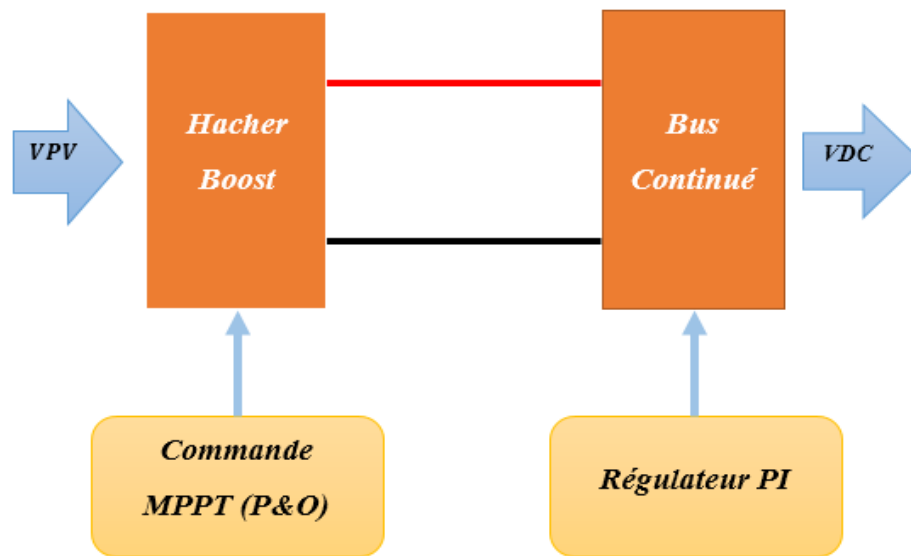 VPV
Hacher
Boost
Bus
Continué
VDC
Commande
MPPT (P&O)
Régulateur PI